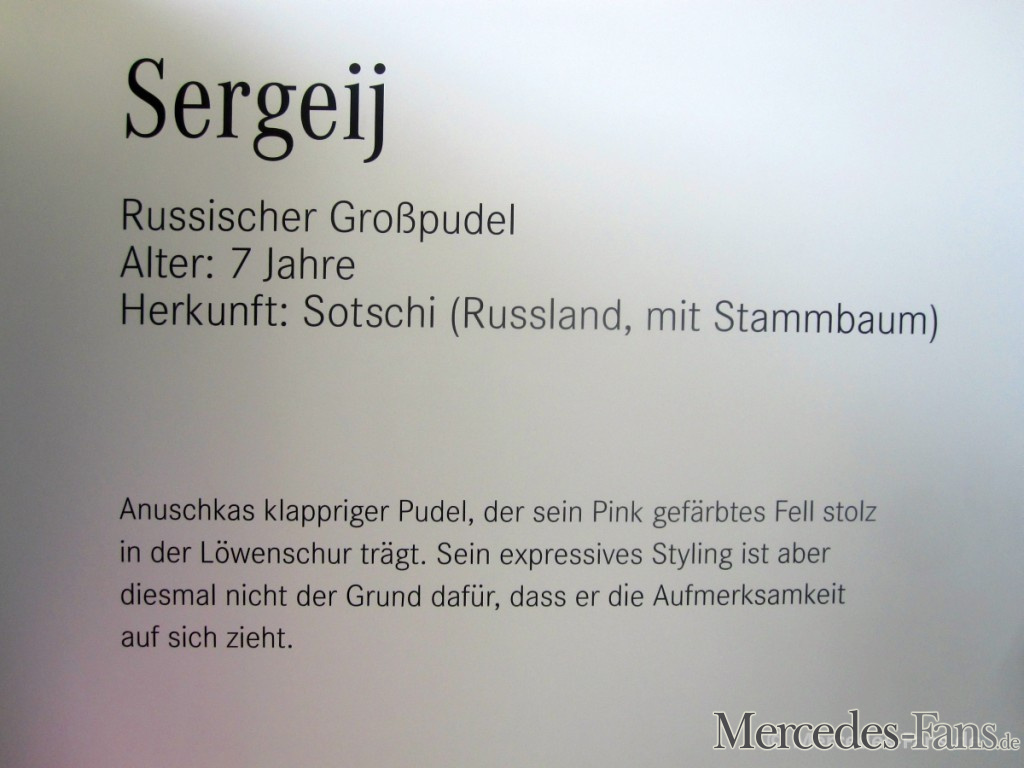 Sergeij
Russischer Großpudel
Alter: 7 Jahre
Herkunft: Sotschi (Russland, mit Stammbaum)
Anuschkas klappriger Pudel, der sein Pink gefärbtes Fell stolz
in der Löwenschur trägt. Sein expressives Styling ist aber
diesmal nicht der Grund dafür, dass er die Aufmerksamkeit
auf sich zieht.
Mercedes-Fans.de